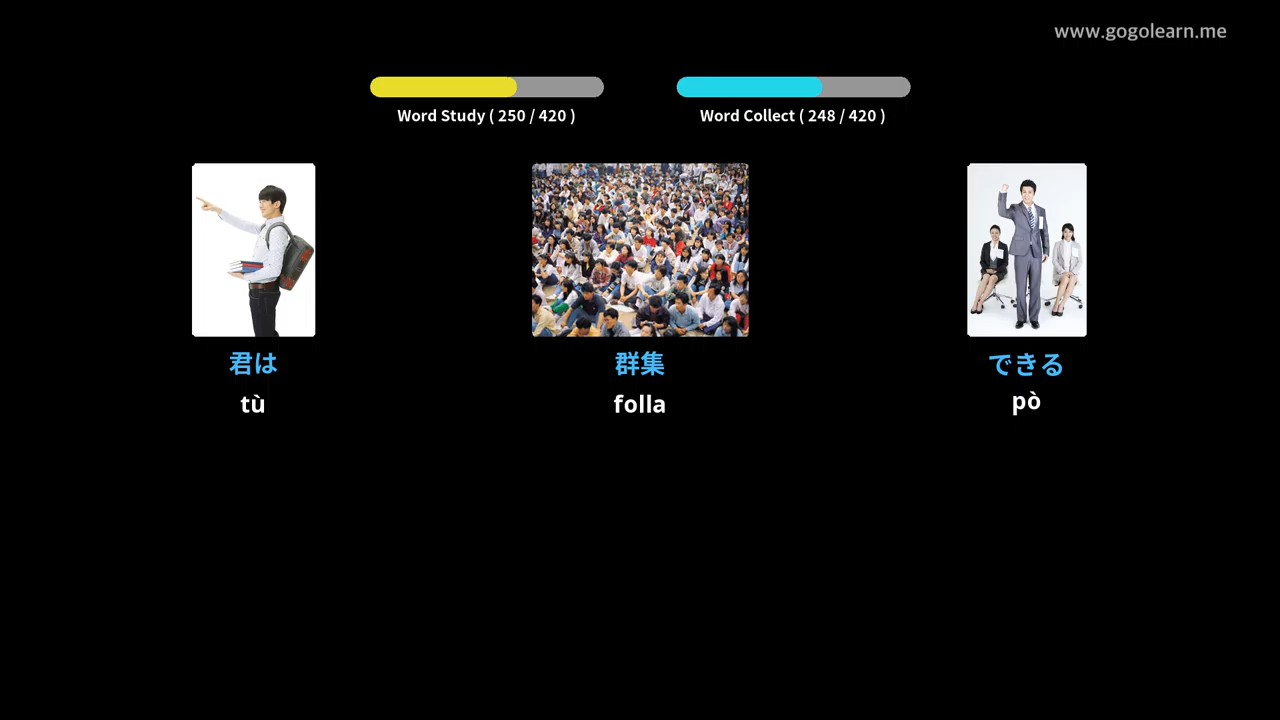 www.gogolearn.me
Word Study ( 250 / 420 )
Word Collect ( 248 / 420 )
君は
群集
できる
tù
folla
pò